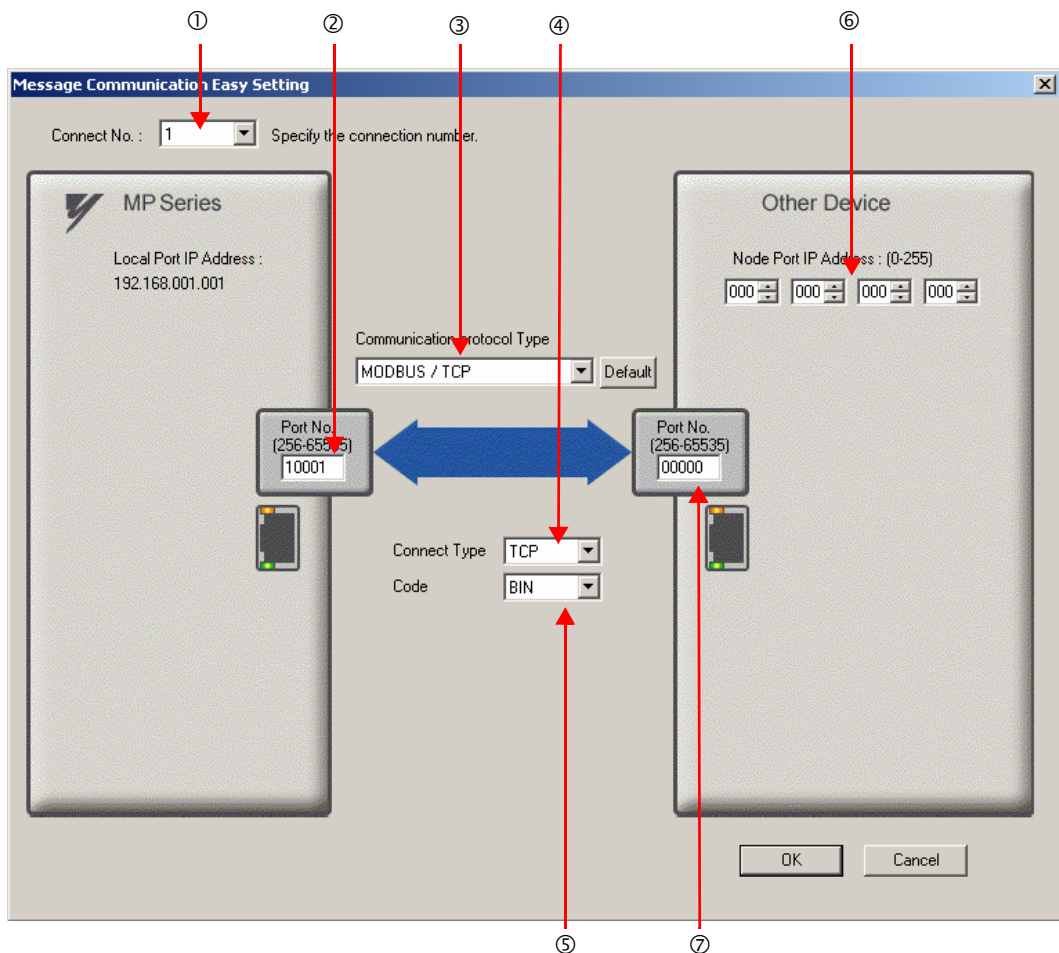 ① ② ③ ④ ⑥
Message Communication Easy Setting
Connect No. : 1 Specify the connection number.
MP Series
Local Port IP Address :
192.168.001.001
Other Device
Node Port IP Address : (0-255)
000 000 000 000
Communication protocol Type
MODBUS / TCP Default
Port No.
(256-65535)
10001
Port No.
(256-65535)
00000
Connect Type TCP
Code BIN
OK Cancel
⑤ ⑦